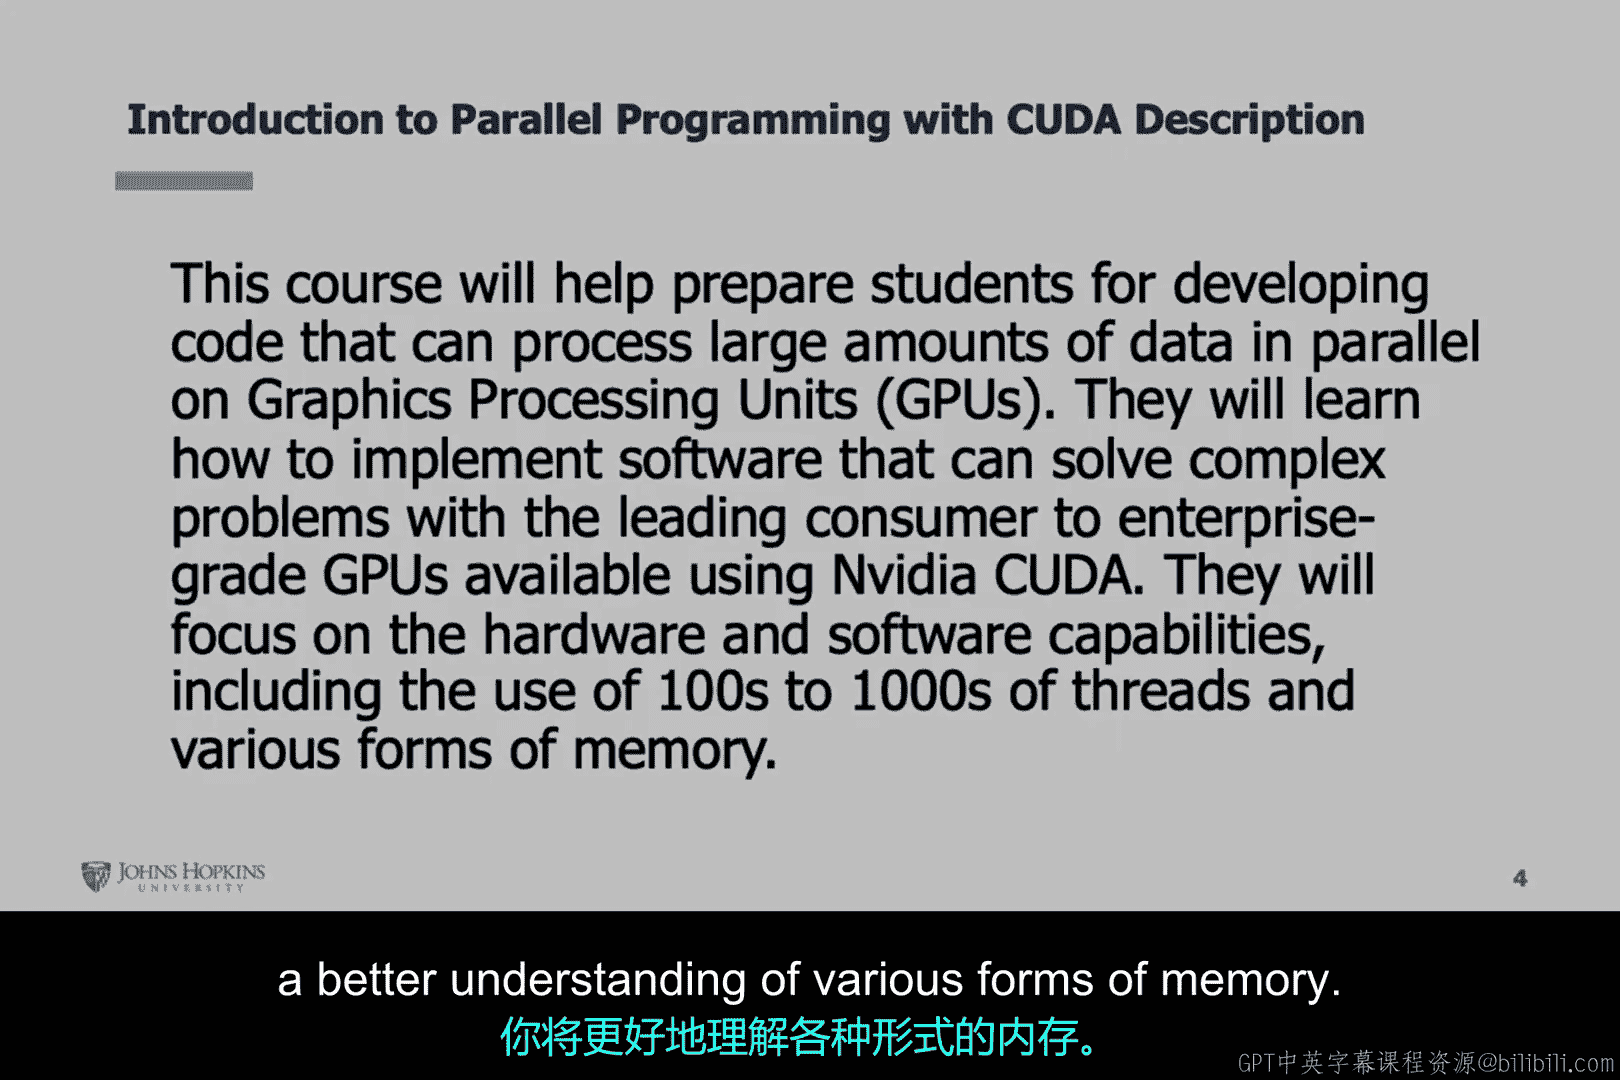 Introduction to Parallel Programming with CUDA Description
This course will help prepare students for developing
code that can process large amounts of data in parallel
on Graphics Processing Units (GPUs). They will learn
how to implement software that can solve complex
problems with the leading consumer to enterprise-
grade GPUs available using Nvidia CUDA. They will
focus on the hardware and software capabilities,
including the use of 100s to 1000s of threads and
various forms of memory.
JOHNS HOPKINS
UNIVERSITY
4
a better understanding of various forms of memory.
你将更好地理解各种形式的内存。
GPT中英字幕课程资源@bilibili.com